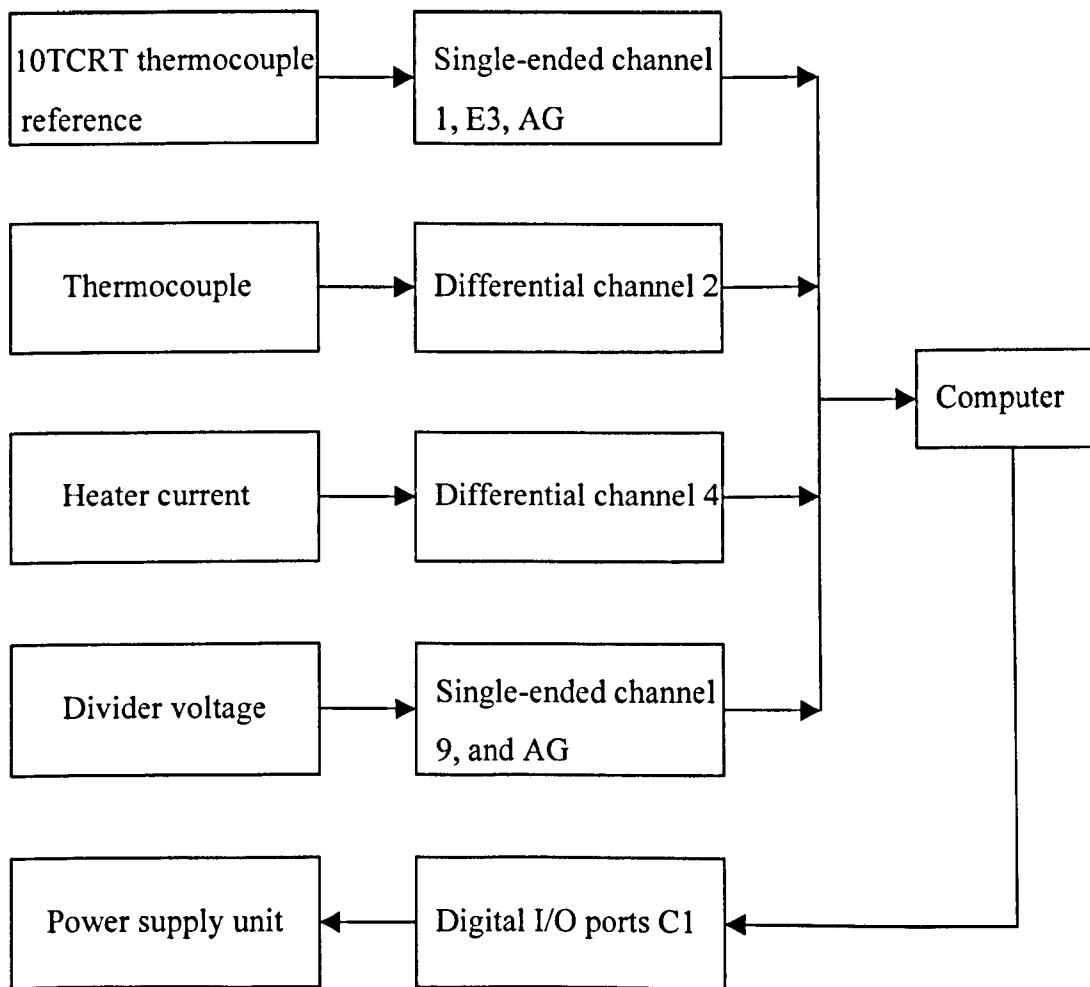 10TCRT thermocouple
reference
Single-ended channel
1, E3, AG
Thermocouple
Differential channel 2
Computer
Heater current
Differential channel 4
Divider voltage
Single-ended channel
9, and AG
Power supply unit
Digital I/O ports C1